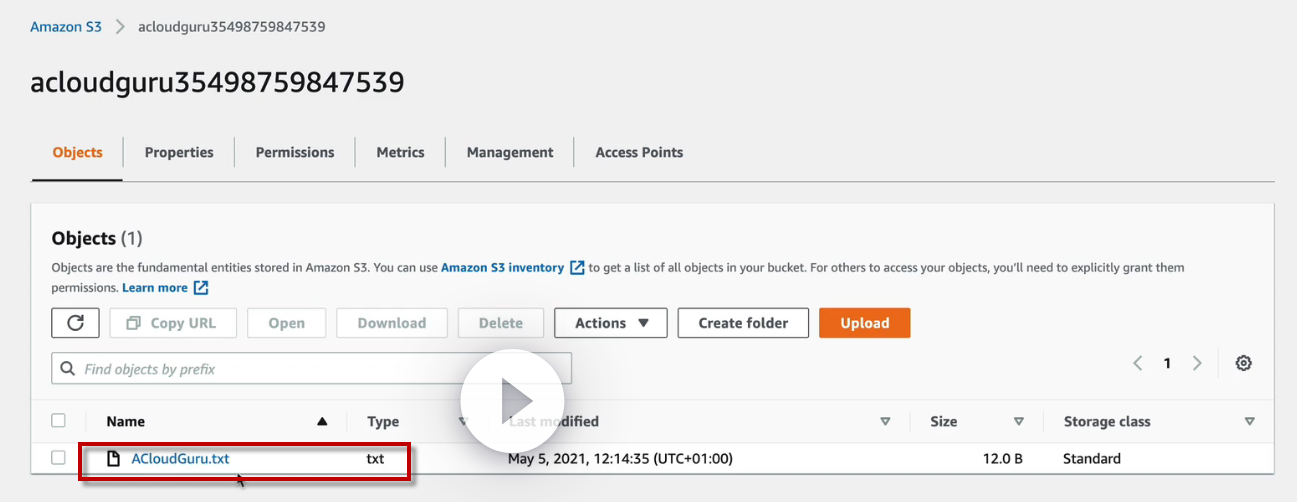 Amazon S3 > acloudguru35498759847539
acloudguru35498759847539
Objects Properties Permissions Metrics Management Access Points
Objects (1)
Objects are the fundamental entities stored in Amazon S3. You can use Amazon S3 inventory to get a list of all objects in your bucket. For others to access your objects, you'll need to explicitly grant them
permissions. Learn more
Copy URL Open Download Delete Actions Create folder Upload
Find objects by prefix 1
Name Type Last modified Size Storage class
ACloudGuru.txt txt May 5, 2021, 12:14:35 (UTC+01:00) 12.0 B Standard